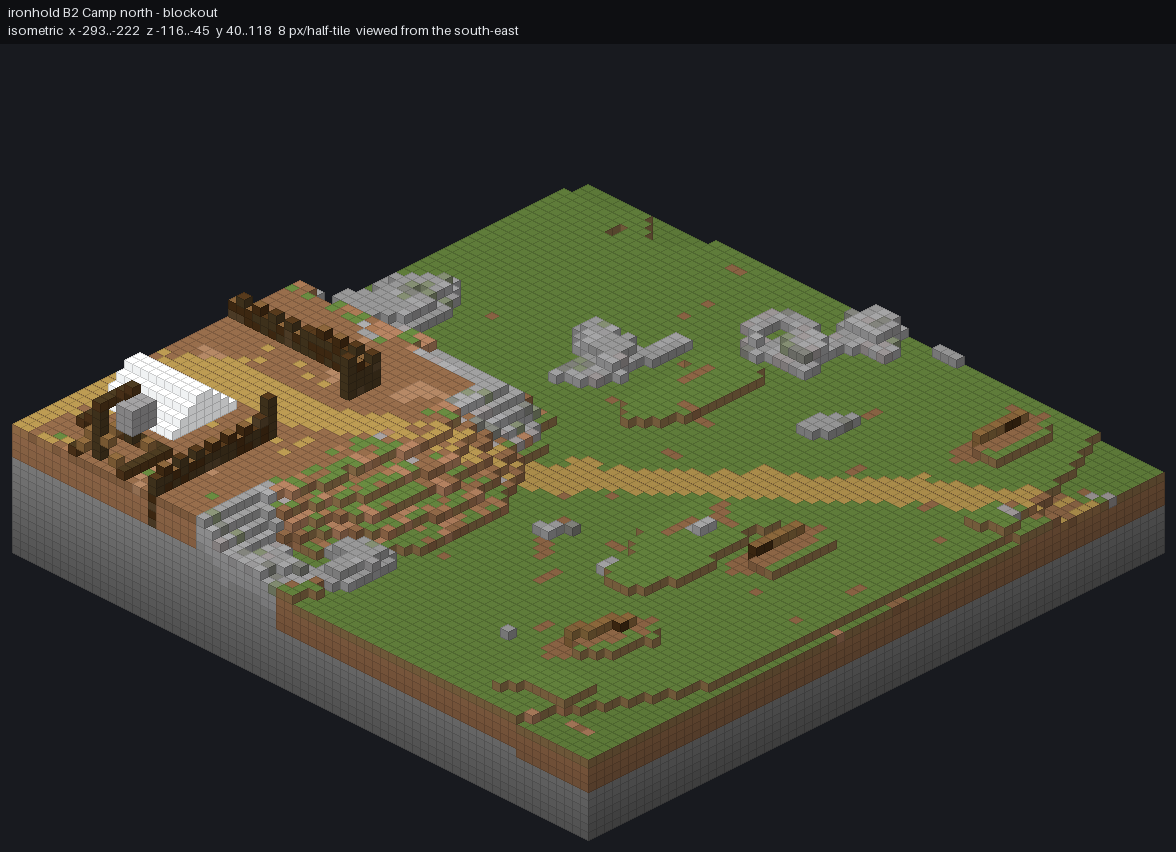 ironhold B2 Camp north - blockout
isometric x -293..-222 z -116..-45 y 40..118 8 px/half-tile viewed from the south-east